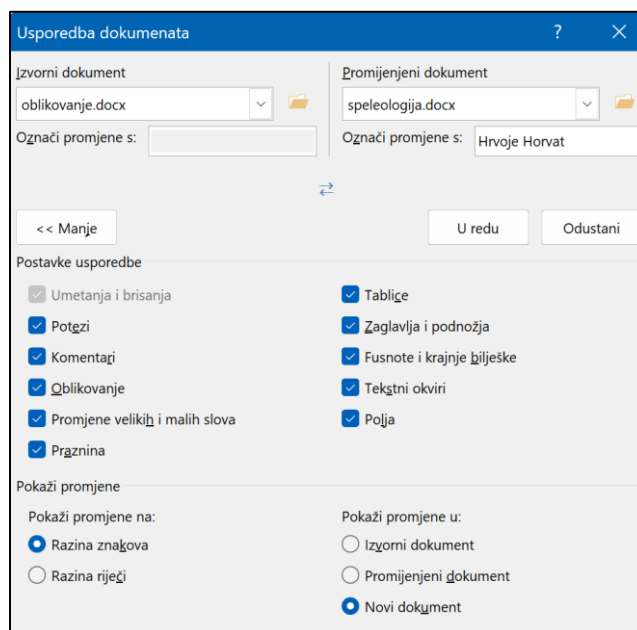 Usporedba dokumenata ? ×
Izvorni dokument Promijenjeni dokument
oblikovanje.docx speleologija.docx
Označi promjene s: Označi promjene s: Hrvoje Horvat
<< Manje U redu Odustani
Postavke usporedbe
Umetanja i brisanja Tablice
Potezi Zaglavlja i podnožja
Komentari Fusnote i krajnje bilješke
Oblikovanje Tekstni okviri
Promjene velikih i malih slova Polja
Praznina
Pokaži promjene
Pokaži promjene na: Pokaži promjene u:
Razina znakova Izvorni dokument
Razina riječi Promijenjeni dokument
Novi dokument